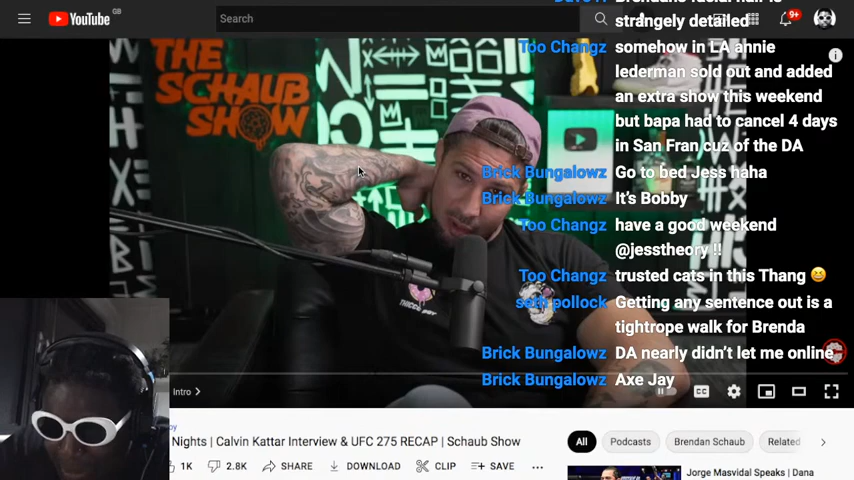 YouTube GB
Search
9+
THE
SCHAUB
SHOW
strangely detailed
Too Changz somehow in LA annie
lederman sold out and added
an extra show this weekend
but bapa had to cancel 4 days
in San Fran cuz of the DA
Brick Bungalowz Go to bed Jess haha
Brick Bungalowz It's Bobby
Too Changz have a good weekend
@jesstheory !!
Too Changz trusted cats in this Thang 😆
seth pollock Getting any sentence out is a
tightrope walk for Brenda
Brick Bungalowz DA nearly didn't let me online
Brick Bungalowz Axe Jay
Intro
Nights | Calvin Kattar Interview & UFC 275 RECAP | Schaub Show
1K 2.8K SHARE DOWNLOAD CLIP SAVE
All Podcasts Brendan Schaub Related
Jorge Masvidal Speaks | Dana